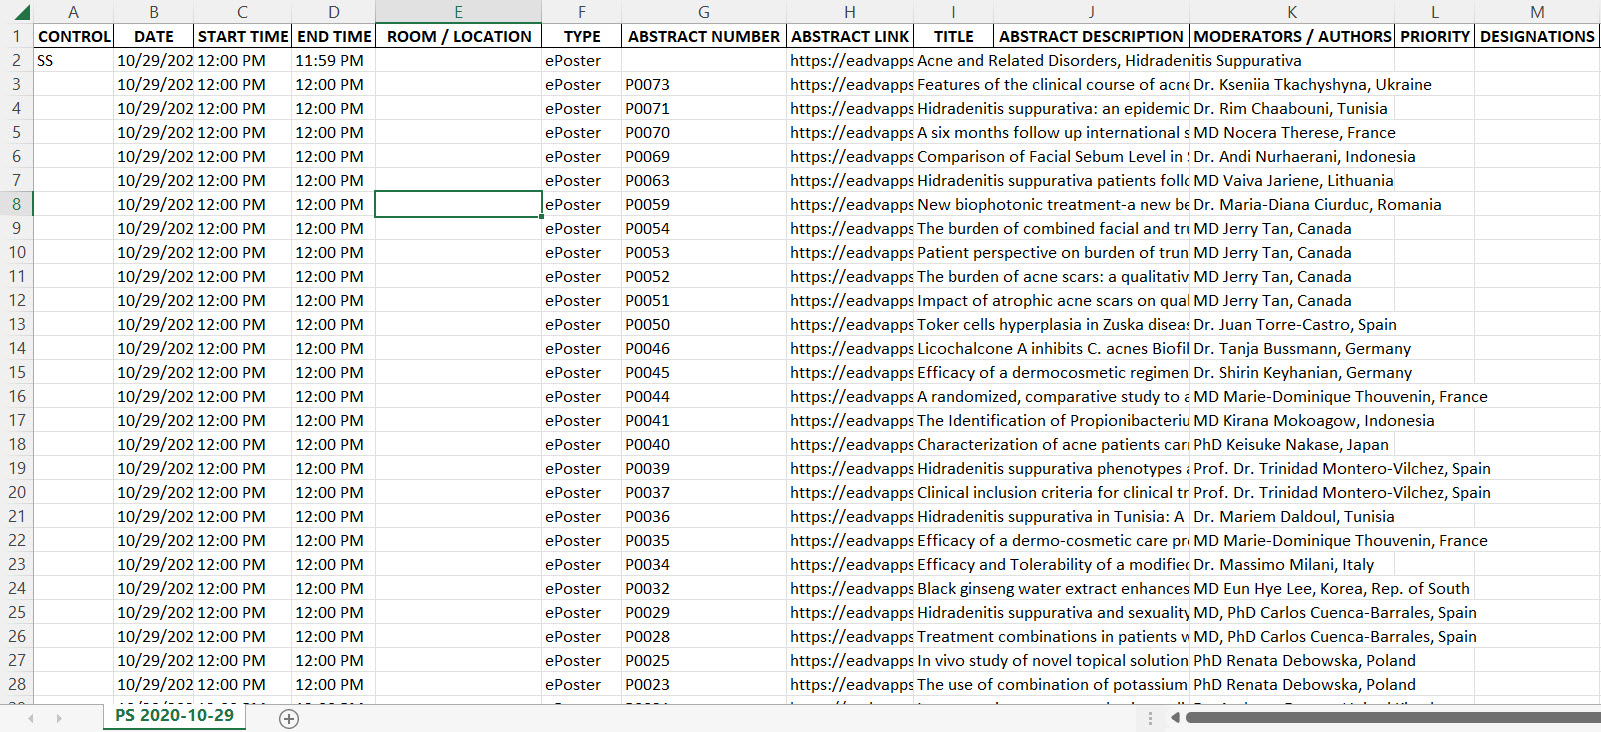 A B C D E F G H I J K L M
1 CONTROL DATE START TIME END TIME ROOM / LOCATION TYPE ABSTRACT NUMBER ABSTRACT LINK TITLE ABSTRACT DESCRIPTION MODERATORS / AUTHORS PRIORITY DESIGNATIONS
2 SS 10/29/202 12:00 PM 11:59 PM ePoster https://eadvapps Acne and Related Disorders, Hidradenitis Suppurativa
3 10/29/202 12:00 PM 12:00 PM ePoster P0073 https://eadvapps Features of the clinical course of acne Dr. Kseniia Tkachyshyna, Ukraine
4 10/29/202 12:00 PM 12:00 PM ePoster P0071 https://eadvapps Hidradenitis suppurativa: an epidemic Dr. Rim Chaabouni, Tunisia
5 10/29/202 12:00 PM 12:00 PM ePoster P0070 https://eadvapps A six months follow up international s MD Nocera Therese, France
6 10/29/202 12:00 PM 12:00 PM ePoster P0069 https://eadvapps Comparison of Facial Sebum Level in Dr. Andi Nurhaerani, Indonesia
7 10/29/202 12:00 PM 12:00 PM ePoster P0063 https://eadvapps Hidradenitis suppurativa patients follo MD Vaiva Jariene, Lithuania
8 10/29/202 12:00 PM 12:00 PM ePoster P0059 https://eadvapps New biophotonic treatment-a new be Dr. Maria-Diana Ciurduc, Romania
9 10/29/202 12:00 PM 12:00 PM ePoster P0054 https://eadvapps The burden of combined facial and tru MD Jerry Tan, Canada
10 10/29/202 12:00 PM 12:00 PM ePoster P0053 https://eadvapps Patient perspective on burden of trun MD Jerry Tan, Canada
11 10/29/202 12:00 PM 12:00 PM ePoster P0052 https://eadvapps The burden of acne scars: a qualitativ MD Jerry Tan, Canada
12 10/29/202 12:00 PM 12:00 PM ePoster P0051 https://eadvapps Impact of atrophic acne scars on qual MD Jerry Tan, Canada
13 10/29/202 12:00 PM 12:00 PM ePoster P0050 https://eadvapps Toker cells hyperplasia in Zuska diseas Dr. Juan Torre-Castro, Spain
14 10/29/202 12:00 PM 12:00 PM ePoster P0046 https://eadvapps Licochalcone A inhibits C. acnes Biofil Dr. Tanja Bussmann, Germany
15 10/29/202 12:00 PM 12:00 PM ePoster P0045 https://eadvapps Efficacy of a dermocosmetic regimen Dr. Shirin Keyhanian, Germany
16 10/29/202 12:00 PM 12:00 PM ePoster P0044 https://eadvapps A randomized, comparative study to a MD Marie-Dominique Thouvenin, France
17 10/29/202 12:00 PM 12:00 PM ePoster P0041 https://eadvapps The Identification of Propionibacteriu MD Kirana Mokoagow, Indonesia
18 10/29/202 12:00 PM 12:00 PM ePoster P0040 https://eadvapps Characterization of acne patients carr PhD Keisuke Nakase, Japan
19 10/29/202 12:00 PM 12:00 PM ePoster P0039 https://eadvapps Hidradenitis suppurativa phenotypes a Prof. Dr. Trinidad Montero-Vilchez, Spain
20 10/29/202 12:00 PM 12:00 PM ePoster P0037 https://eadvapps Clinical inclusion criteria for clinical tr Prof. Dr. Trinidad Montero-Vilchez, Spain
21 10/29/202 12:00 PM 12:00 PM ePoster P0036 https://eadvapps Hidradenitis suppurativa in Tunisia: A Dr. Mariem Daldoul, Tunisia
22 10/29/202 12:00 PM 12:00 PM ePoster P0035 https://eadvapps Efficacy of a dermo-cosmetic care pro MD Marie-Dominique Thouvenin, France
23 10/29/202 12:00 PM 12:00 PM ePoster P0034 https://eadvapps Efficacy and Tolerability of a modified Dr. Massimo Milani, Italy
24 10/29/202 12:00 PM 12:00 PM ePoster P0032 https://eadvapps Black ginseng water extract enhances MD Eun Hye Lee, Korea, Rep. of South
25 10/29/202 12:00 PM 12:00 PM ePoster P0029 https://eadvapps Hidradenitis suppurativa and sexuality MD, PhD Carlos Cuenca-Barrales, Spain
26 10/29/202 12:00 PM 12:00 PM ePoster P0028 https://eadvapps Treatment combinations in patients w MD, PhD Carlos Cuenca-Barrales, Spain
27 10/29/202 12:00 PM 12:00 PM ePoster P0025 https://eadvapps In vivo study of novel topical solution PhD Renata Debowska, Poland
28 10/29/202 12:00 PM 12:00 PM ePoster P0023 https://eadvapps The use of combination of potassium PhD Renata Debowska, Poland
PS 2020-10-29